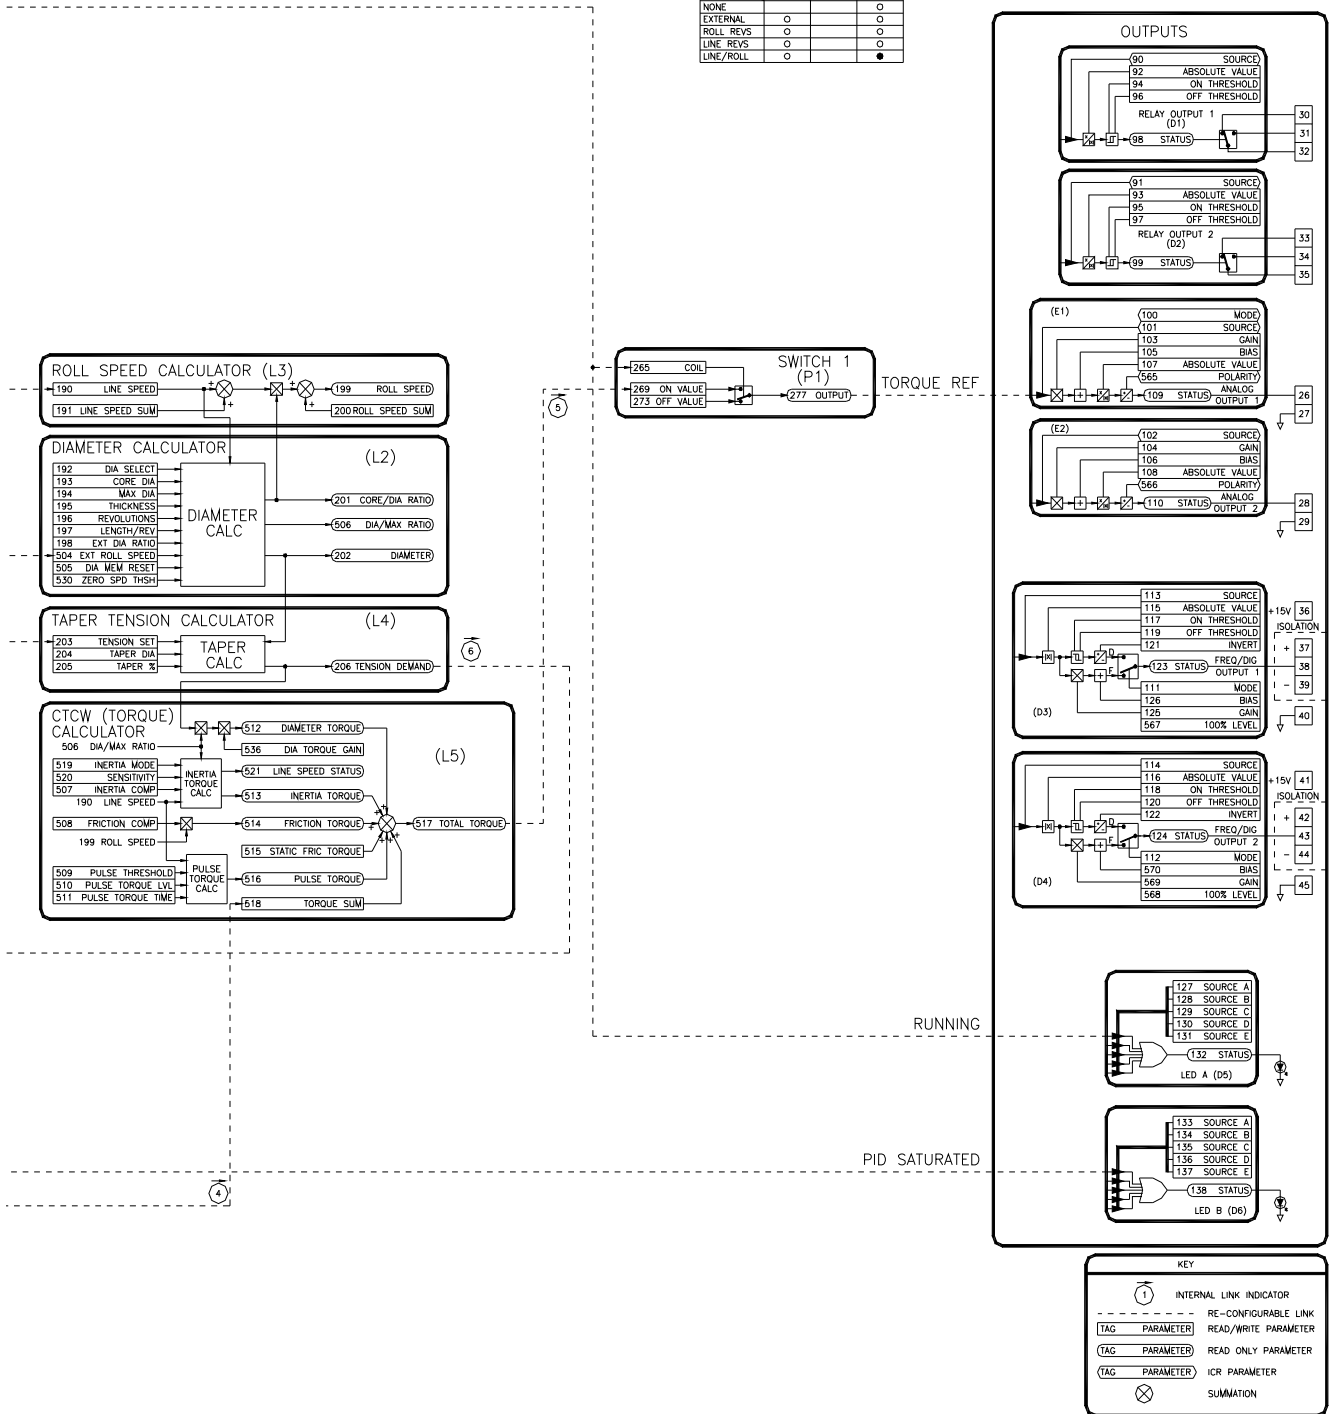 NONE
EXTERNAL
ROLL REVS
LINE REVS
LINE/ROLL
ROLL SPEED CALCULATOR (L3)
190 LINE SPEED
199 ROLL SPEED
191 LINE SPEED SUM
200 ROLL SPEED SUM
+
+
+
+
DIAMETER CALCULATOR
(L2)
192 DIA SELECT
193 CORE DIA
194 MAX DIA
195 THICKNESS
196 REVOLUTIONS
197 LENGTH/REV
198 EXT DIA RATIO
504 EXT ROLL SPEED
505 DIA MEM RESET
530 ZERO SPD THSH
DIAMETER
CALC
201 CORE/DIA RATIO
506 DIA/MAX RATIO
202 DIAMETER
TAPER TENSION CALCULATOR
(L4)
203 TENSION SET
204 TAPER DIA
205 TAPER %
TAPER
CALC
206 TENSION DEMAND
6
CTCW (TORQUE)
CALCULATOR
(L5)
506 DIA/MAX RATIO
519 INERTIA MODE
520 SENSITIVITY
507 INERTIA COMP
190 LINE SPEED
INERTIA
TORQUE
CALC
508 FRICTION COMP
199 ROLL SPEED
509 PULSE THRESHOLD
510 PULSE TORQUE LVL
511 PULSE TORQUE TIME
PULSE
TORQUE
CALC
512 DIAMETER TORQUE
536 DIA TORQUE GAIN
521 LINE SPEED STATUS
513 INERTIA TORQUE
514 FRICTION TORQUE
515 STATIC FRIC TORQUE
516 PULSE TORQUE
518 TORQUE SUM
+
+
+
+
+
+
517 TOTAL TORQUE
5
4
SWITCH 1
(P1)
265 COIL
269 ON VALUE
273 OFF VALUE
277 OUTPUT
TORQUE REF
RUNNING
PID SATURATED
OUTPUTS
90 SOURCE
92 ABSOLUTE VALUE
94 ON THRESHOLD
96 OFF THRESHOLD
RELAY OUTPUT 1
(D1)
98 STATUS
30
31
32
91 SOURCE
93 ABSOLUTE VALUE
95 ON THRESHOLD
97 OFF THRESHOLD
RELAY OUTPUT 2
(D2)
99 STATUS
33
34
35
(E1)
100 MODE
101 SOURCE
103 GAIN
105 BIAS
107 ABSOLUTE VALUE
565 POLARITY
109 STATUS
ANALOG
OUTPUT 1
26
27
(E2)
102 SOURCE
104 GAIN
106 BIAS
108 ABSOLUTE VALUE
566 POLARITY
110 STATUS
ANALOG
OUTPUT 2
28
29
113 SOURCE
115 ABSOLUTE VALUE
117 ON THRESHOLD
119 OFF THRESHOLD
121 INVERT
D
F
123 STATUS
FREQ/DIG
OUTPUT 1
111 MODE
126 BIAS
125 GAIN
567 100% LEVEL
(D3)
+15V 36
ISOLATION
+ 37
38
- 39
40
114 SOURCE
116 ABSOLUTE VALUE
118 ON THRESHOLD
120 OFF THRESHOLD
122 INVERT
D
F
124 STATUS
FREQ/DIG
OUTPUT 2
112 MODE
570 BIAS
569 GAIN
568 100% LEVEL
(D4)
+15V 41
ISOLATION
+ 42
43
- 44
45
127 SOURCE A
128 SOURCE B
129 SOURCE C
130 SOURCE D
131 SOURCE E
132 STATUS
LED A (D5)
133 SOURCE A
134 SOURCE B
135 SOURCE C
136 SOURCE D
137 SOURCE E
138 STATUS
LED B (D6)
KEY
1 INTERNAL LINK INDICATOR
RE-CONFIGURABLE LINK
TAG PARAMETER READ/WRITE PARAMETER
TAG PARAMETER READ ONLY PARAMETER
TAG PARAMETER ICR PARAMETER
SUMMATION